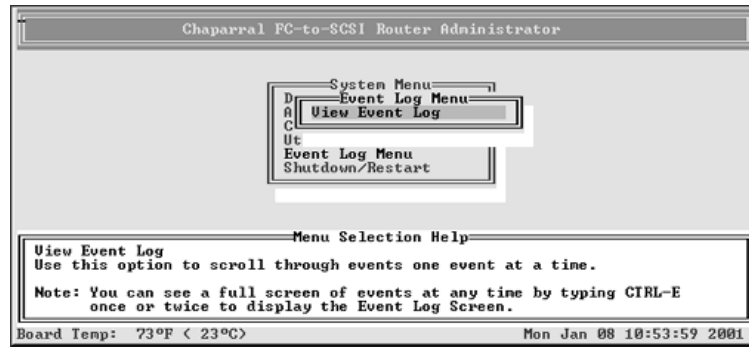 Chaparral FC-to-SCSI Router Administrator
System Menu
D
Event Log Menu
A
View Event Log
C
Ut
Event Log Menu
Shutdown/Restart
Menu Selection Help
View Event Log
Use this option to scroll through events one event at a time.
Note: You can see a full screen of events at any time by typing CTRL-E
once or twice to display the Event Log Screen.
Board Temp: 73ºF ( 23ºC) Mon Jan 08 10:53:59 2001